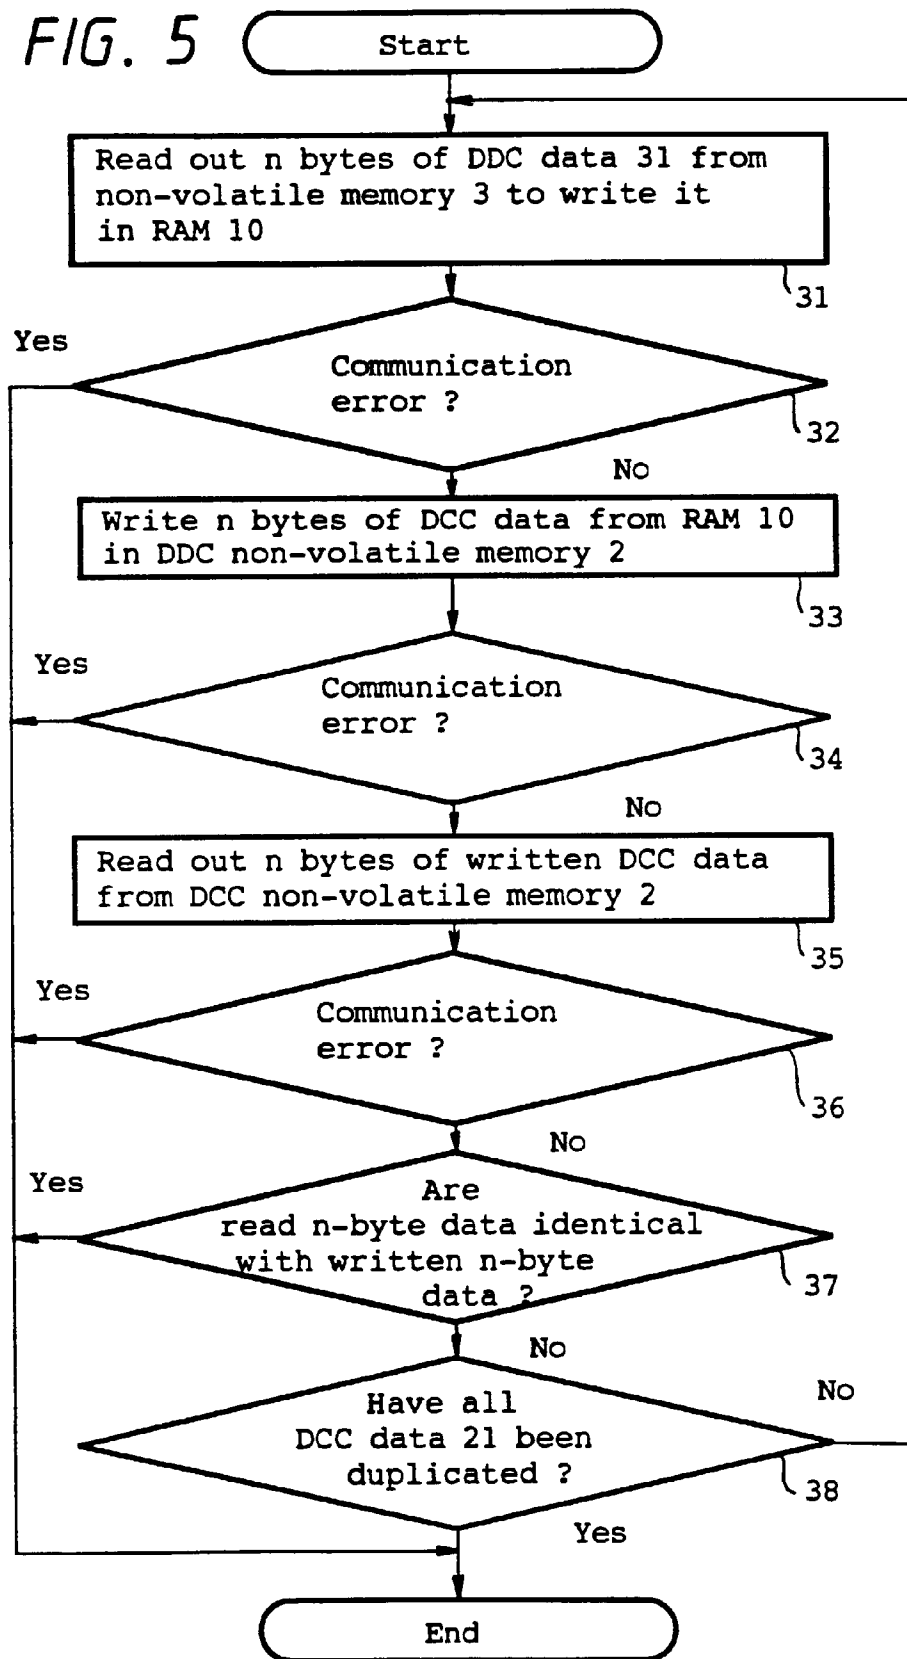 FIG. 5
Start
Read out n bytes of DDC data 31 from
non-volatile memory 3 to write it
in RAM 10
31
Yes
Communication
error ?
32
No
Write n bytes of DCC data from RAM 10
in DDC non-volatile memory 2
33
Yes
Communication
error ?
34
No
Read out n bytes of written DCC data
from DCC non-volatile memory 2
35
Yes
Communication
error ?
36
No
Yes
Are
read n-byte data identical
with written n-byte
data ?
37
No
No
Have all
DCC data 21 been
duplicated ?
38
Yes
End